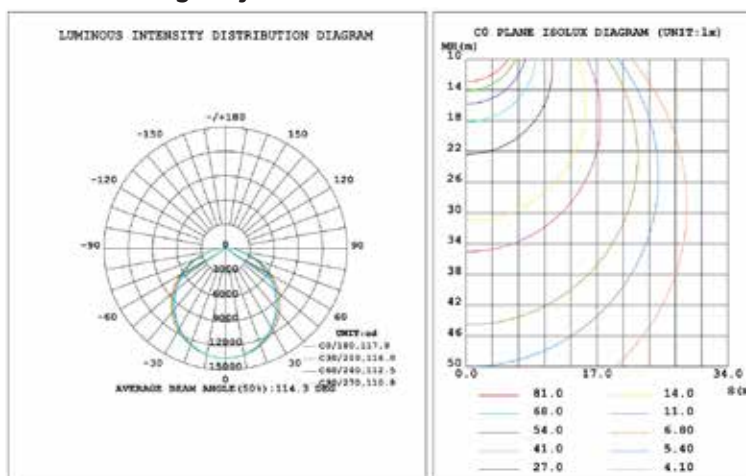 LUMINOUS INTENSITY DISTRIBUTION DIAGRAM
-/+180
-150 150
-120 120
-90 90
-60 60
-30 30
0
0
3000
6000
9000
12000
15000
UNIT:cd
C0/180,117.9
C30/210,116.0
C60/240,112.5
C90/270,110.8
AVERAGE BEAM ANGLE(50%):114.3 DEG
C0 PLANE ISOLUX DIAGRAM (UNIT:lx)
MH(m)
10
14
18
22
26
30
34
38
42
46
50
0.0 17.0 34.0
81.0 14.0
68.0 11.0
54.0 6.80
41.0 5.40
27.0 4.10